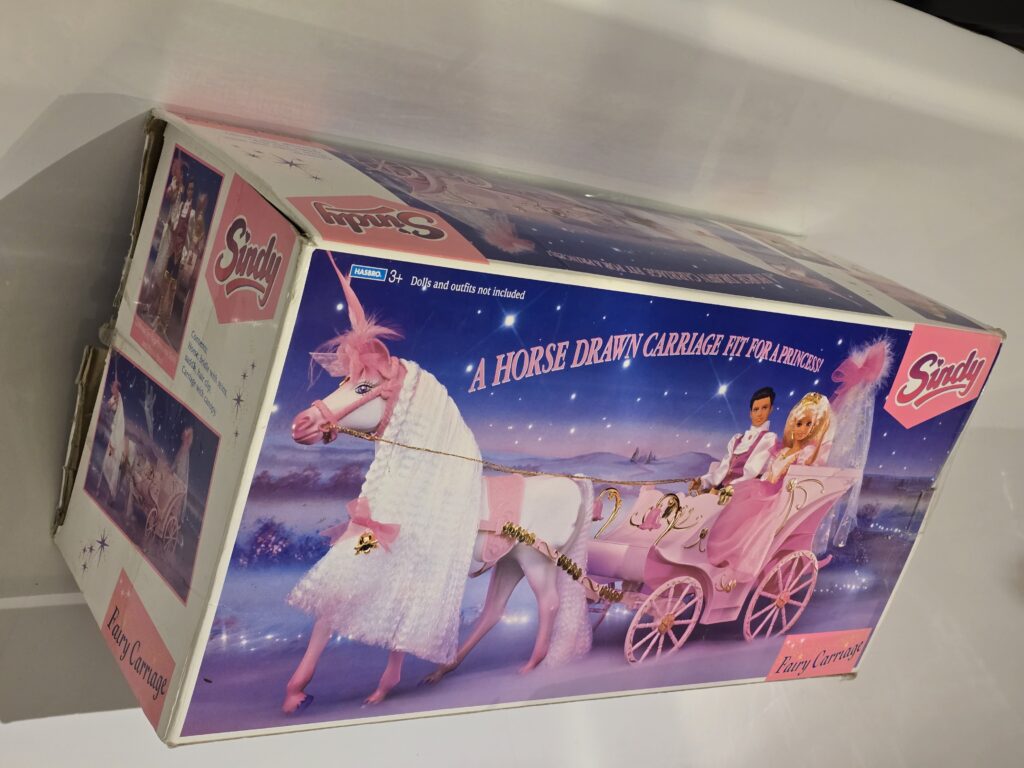 HASBRO. 3+ Dolls and outfits not included
A HORSE DRAWN CARRIAGE FIT FOR A PRINCESS!
Sindy
Fairy Carriage
Sindy
Contents:
Fairy Carriage
Sindy